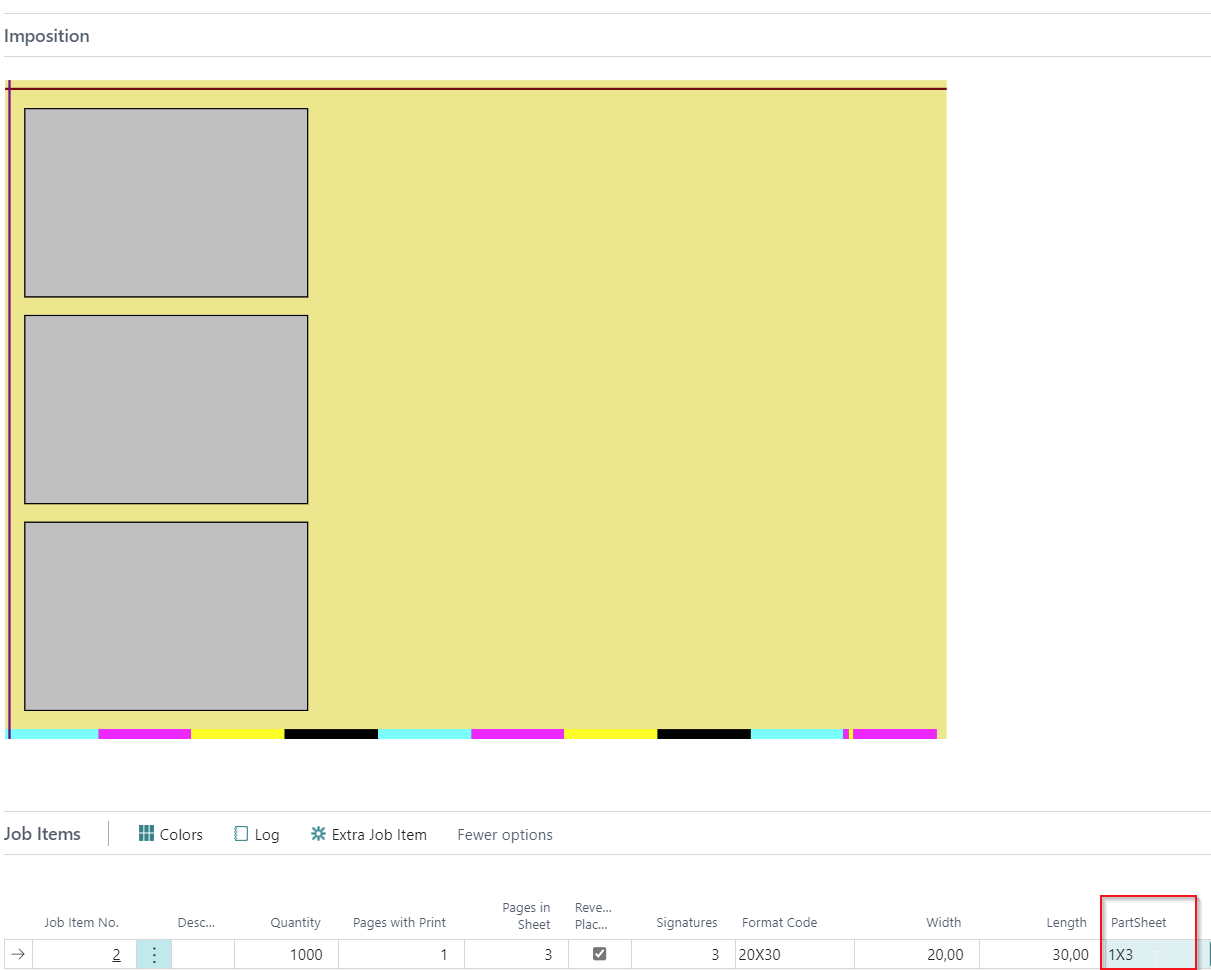 Imposition
Job Items Colors Log Extra Job Item Fewer options
Job Item No. Desc... Quantity Pages with Print Pages in Sheet Reve... Plac... Signatures Format Code Width Length PartSheet
2 1000 1 3 3 20X30 20,00 30,00 1X3